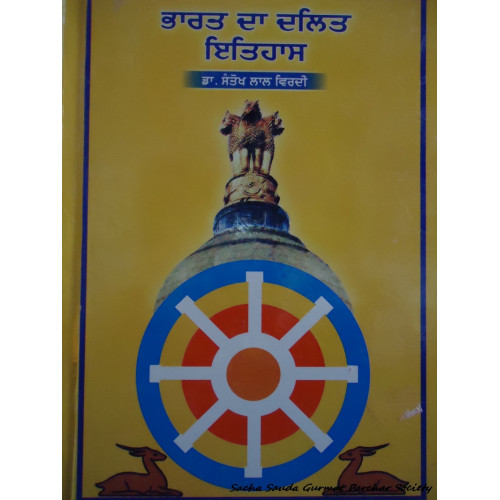 ਭਾਰਤ ਦਾ ਦਲਿਤ
ਇਤਿਹਾਸ
ਡਾ. ਸੰਤੋਖ ਲਾਲ ਵਿਰਦੀ
Sacha Sauda Gurmat Parchar Society